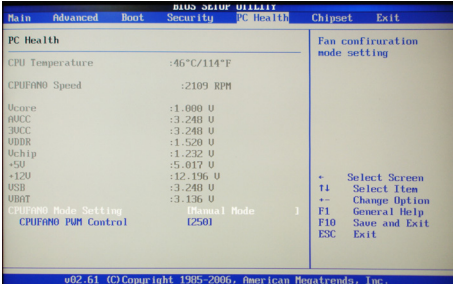 BIOS SETUP UTILITY
Main Advanced Boot Security PC Health Chipset Exit
PC Health
CPU Temperature :46°C/114°F
CPUFAN0 Speed :2109 RPM
Vcore :1.000 V
AVCC :3.248 V
3VCC :3.248 V
VDDR :1.520 V
Vchip :1.232 V
+5V :5.017 V
+12V :12.196 V
VSB :3.248 V
VBAT :3.136 V
CPUFAN0 Mode Setting [Manual Mode ]
CPUFAN0 PWM Control [250]
Fan confiruration
mode setting
← Select Screen
↑↓ Select Item
+- Change Option
F1 General Help
F10 Save and Exit
ESC Exit
v02.61 (C)Copyright 1985-2006, American Megatrends, Inc.